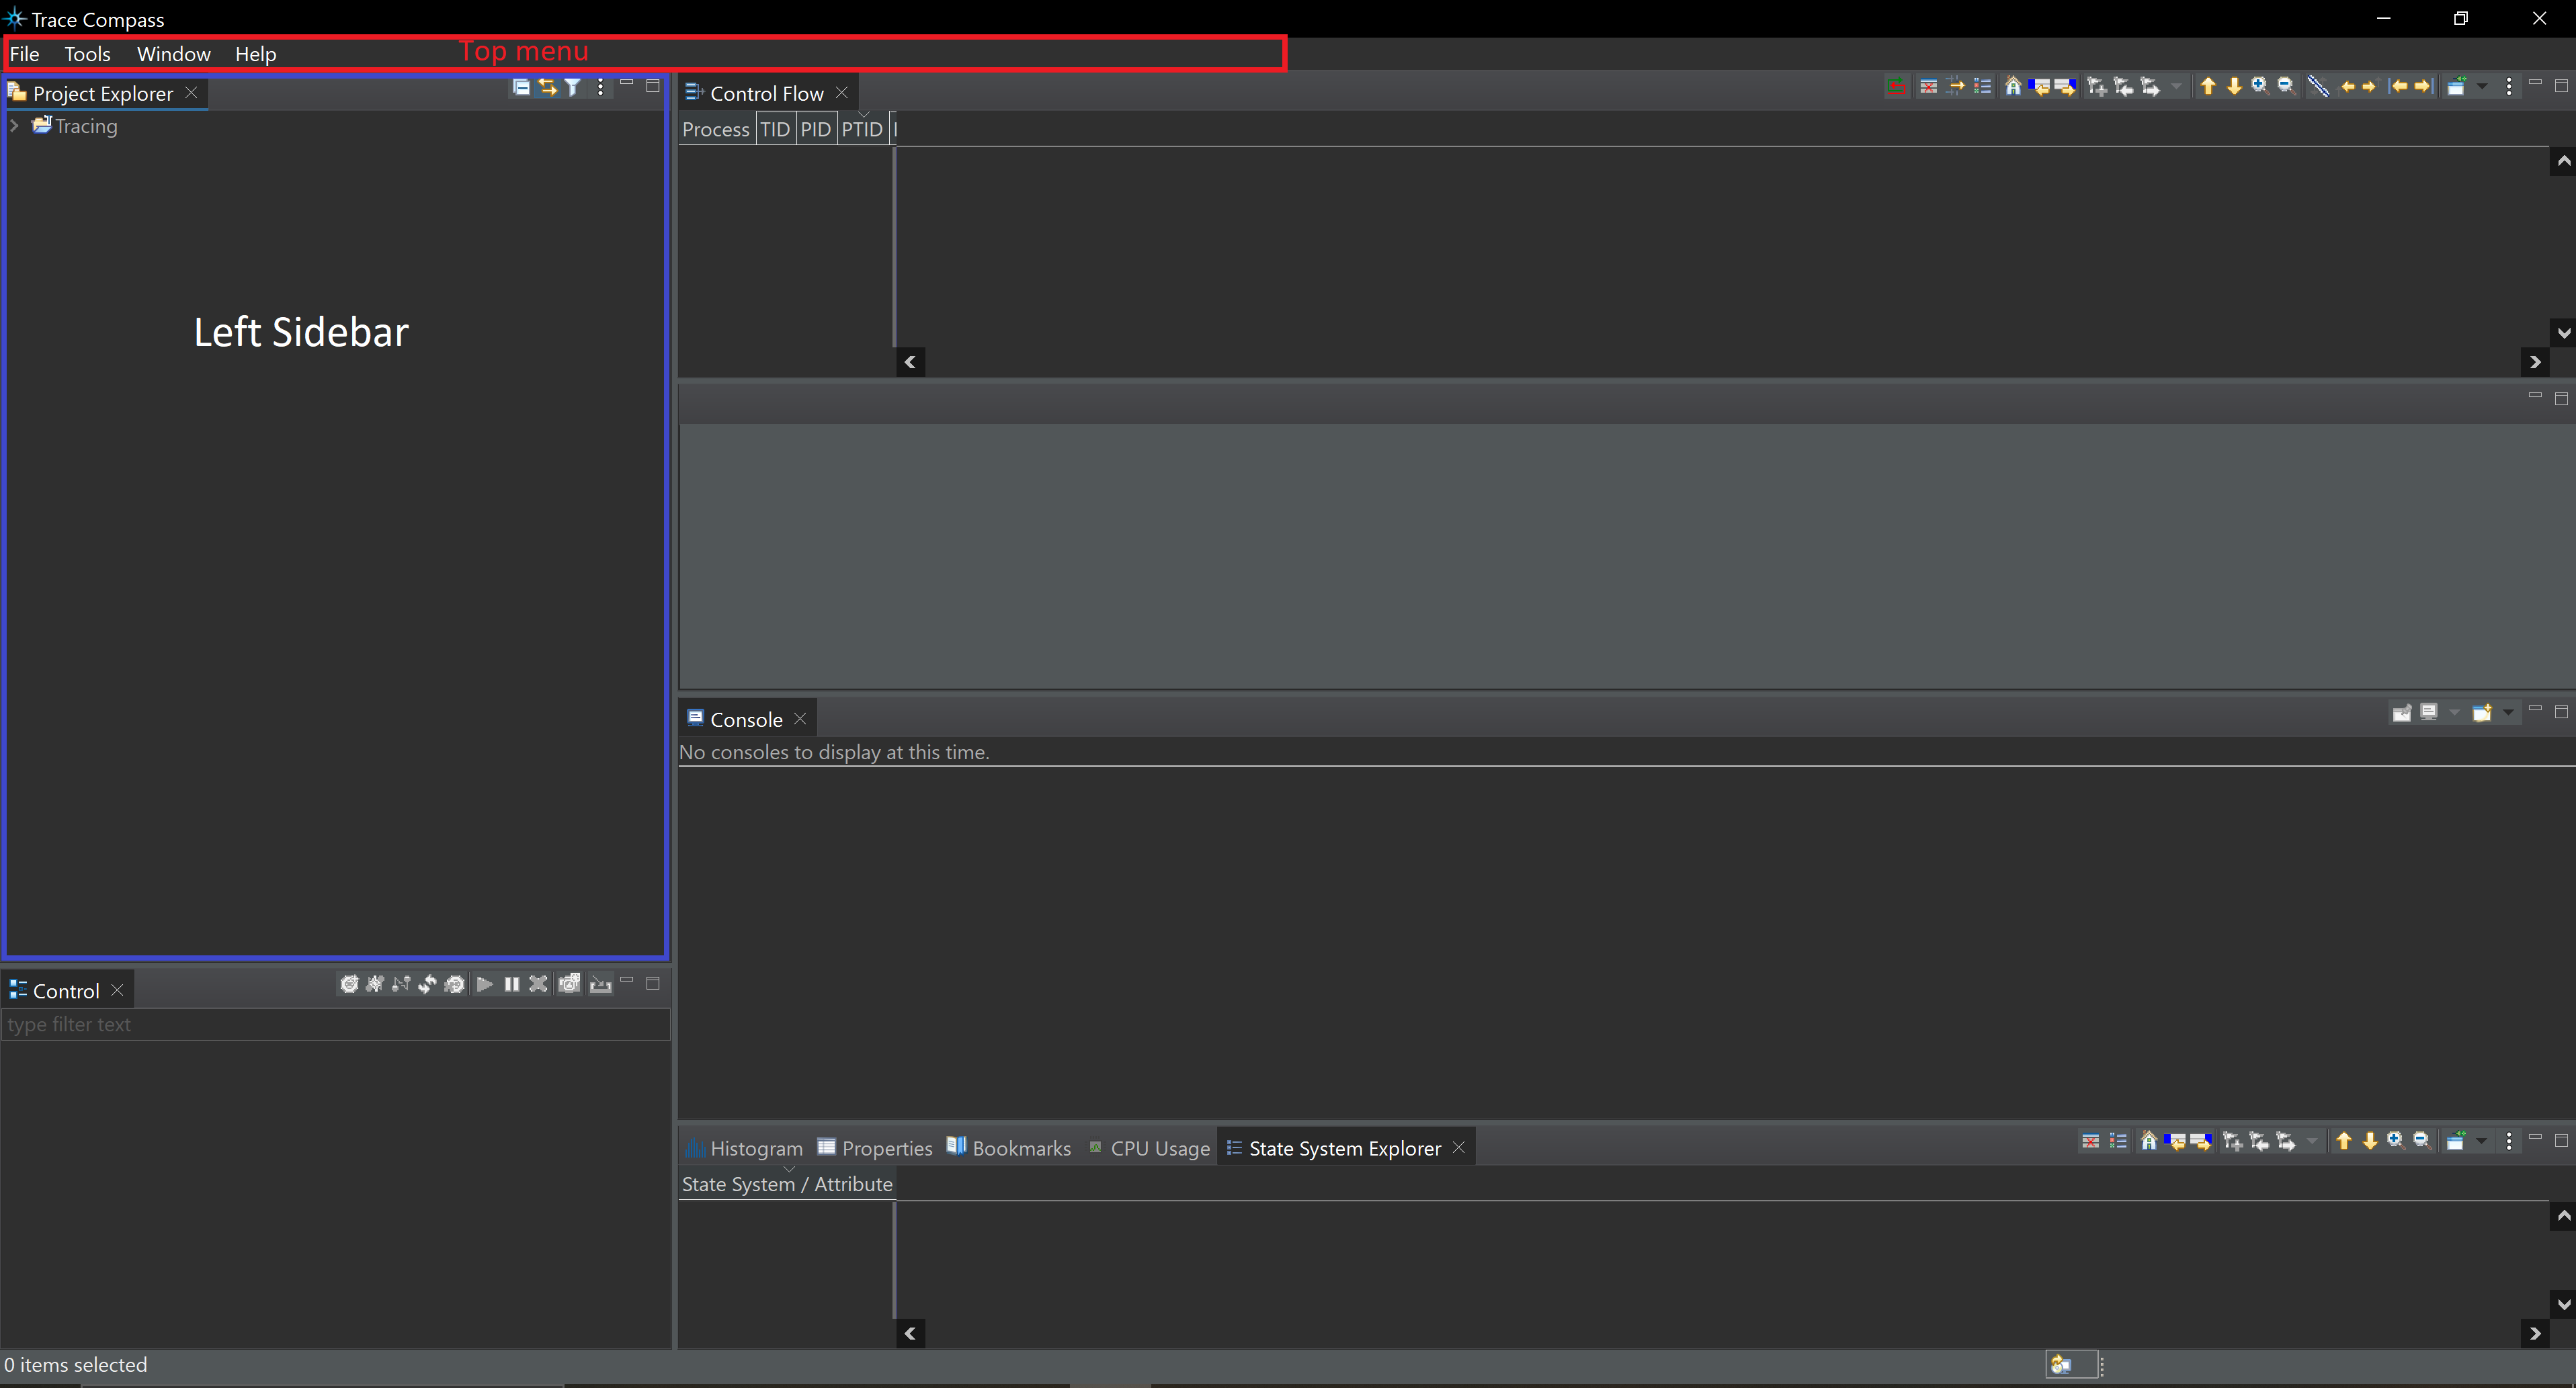 Trace Compass
File Tools Window Help Top menu
Project Explorer
Tracing
Left Sidebar
Control Flow
Process TID PID PTID
Console
No consoles to display at this time.
Control
type filter text
Histogram Properties Bookmarks CPU Usage State System Explorer
State System / Attribute
0 items selected